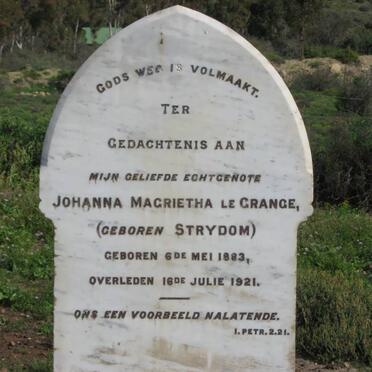 GODS WEG IS VOLMAAKT.
TER
GEDACHTENIS AAN
MIJN GELIEFDE ECHTGENOTE
JOHANNA MAGRIETHA LE GRANGE,
(GEBOREN STRYDOM)
GEBOREN 6DE MEI 1883,
OVERLEDEN 16DE JULIE 1921.
ONS EEN VOORBEELD NALATENDE.
I. PETR. 2.21.